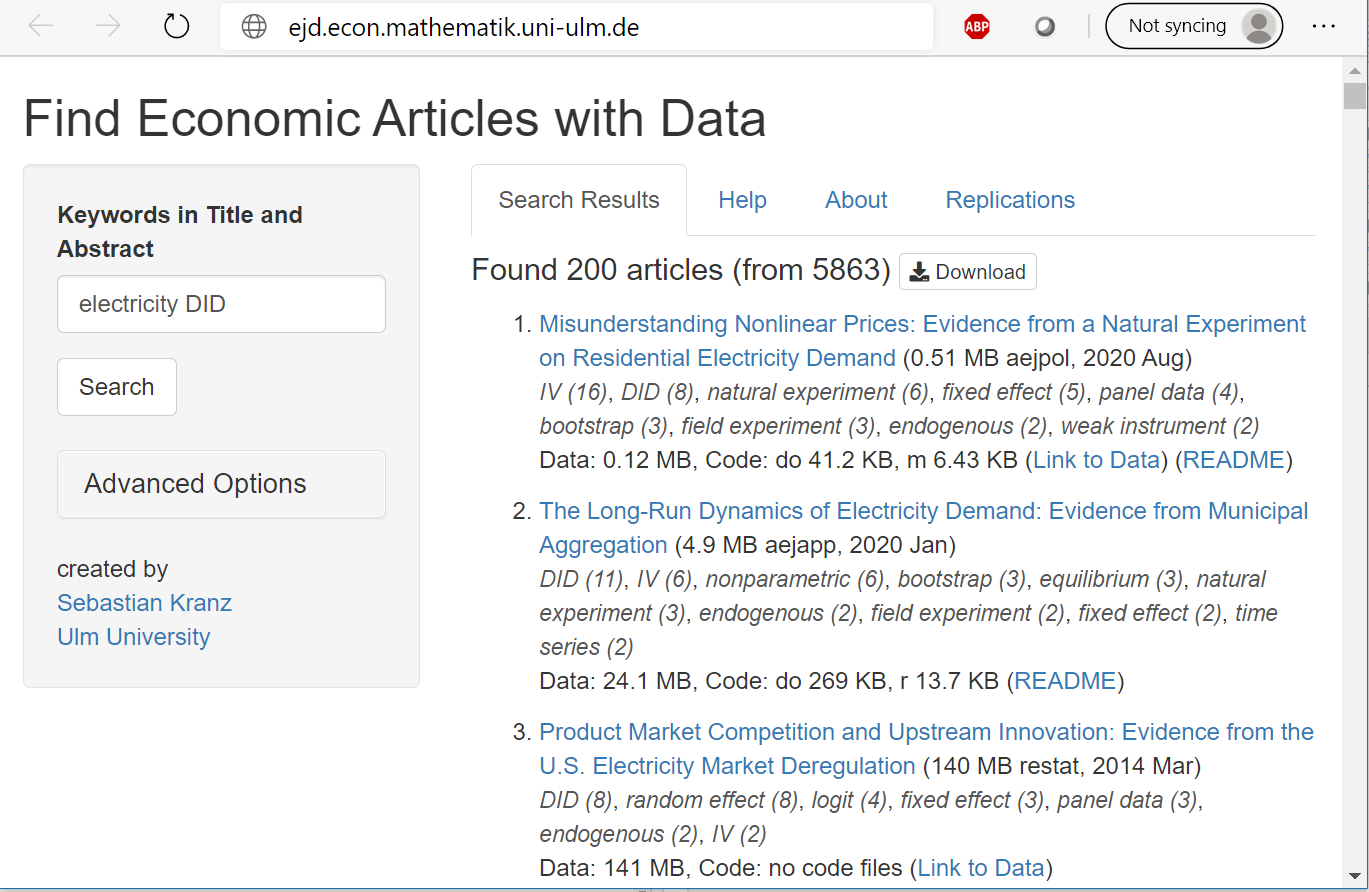 ejd.econ.mathematik.uni-ulm.de
ABP
Not syncing
Find Economic Articles with Data
Keywords in Title and
Abstract
electricity DID
Search
Advanced Options
created by
Sebastian Kranz
Ulm University
Search Results
Help
About
Replications
Found 200 articles (from 5863)
Download
1. Misunderstanding Nonlinear Prices: Evidence from a Natural Experiment
on Residential Electricity Demand (0.51 MB aejpol, 2020 Aug)
IV (16), DID (8), natural experiment (6), fixed effect (5), panel data (4),
bootstrap (3), field experiment (3), endogenous (2), weak instrument (2)
Data: 0.12 MB, Code: do 41.2 KB, m 6.43 KB (Link to Data) (README)
2. The Long-Run Dynamics of Electricity Demand: Evidence from Municipal
Aggregation (4.9 MB aejapp, 2020 Jan)
DID (11), IV (6), nonparametric (6), bootstrap (3), equilibrium (3), natural
experiment (3), endogenous (2), field experiment (2), fixed effect (2), time
series (2)
Data: 24.1 MB, Code: do 269 KB, r 13.7 KB (README)
3. Product Market Competition and Upstream Innovation: Evidence from the
U.S. Electricity Market Deregulation (140 MB restat, 2014 Mar)
DID (8), random effect (8), logit (4), fixed effect (3), panel data (3),
endogenous (2), IV (2)
Data: 141 MB, Code: no code files (Link to Data)